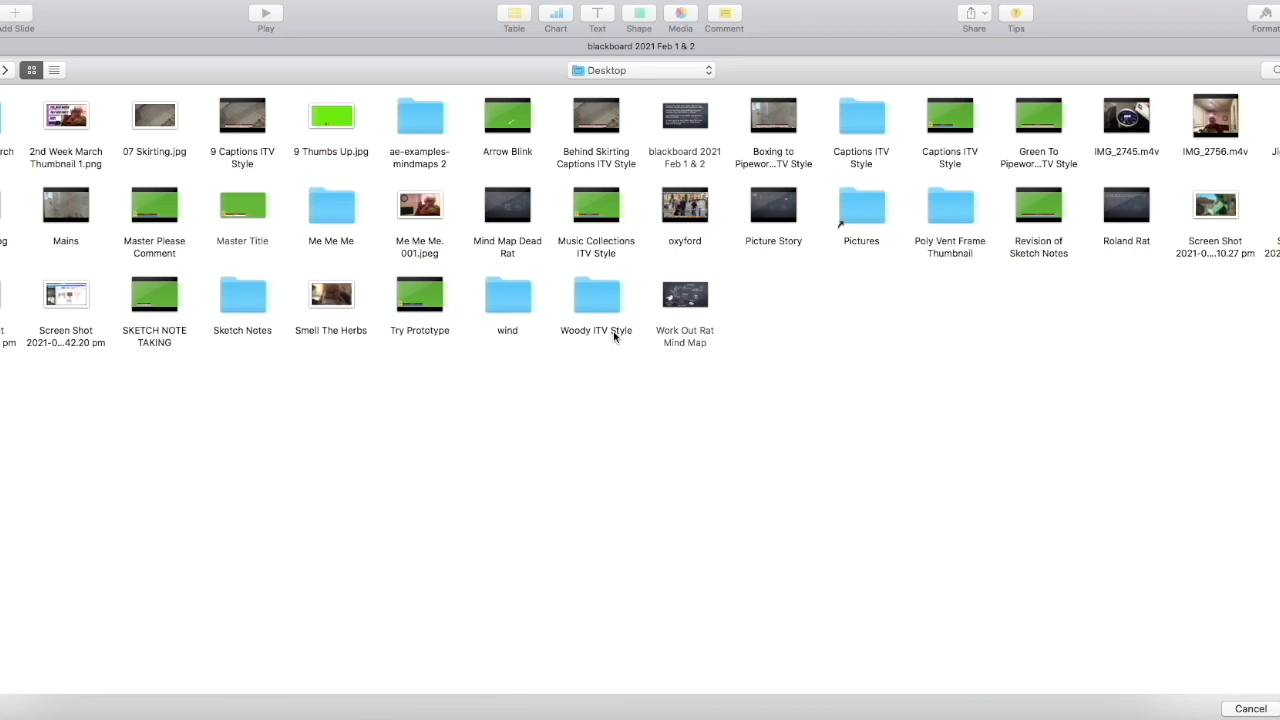 Add Slide
Play
Table
Chart
Text
Shape
Media
Comment
Share
Tips
Format
blackboard 2021 Feb 1 & 2
Desktop
2nd Week March
Thumbnail 1.png
07 Skirting.jpg
9 Captions ITV
Style
9 Thumbs Up.jpg
ae-examples-
mindmaps 2
Arrow Blink
Behind Skirting
Captions ITV Style
blackboard 2021
Feb 1 & 2
Boxing to
Pipewor...TV Style
Captions ITV
Style
Captions ITV
Style
Green To
Pipewor...TV Style
IMG_2745.m4v
IMG_2756.m4v
Mains
Master Please
Comment
Master Title
Me Me Me
Me Me Me.
001.jpeg
Mind Map Dead
Rat
Music Collections
ITV Style
oxyford
Picture Story
Pictures
Poly Vent Frame
Thumbnail
Revision of
Sketch Notes
Roland Rat
Screen Shot
2021-0....10.27 pm
Screen Shot
2021-0...42.20 pm
SKETCH NOTE
TAKING
Sketch Notes
Smell The Herbs
Try Prototype
wind
Woody ITV Style
Work Out Rat
Mind Map
Cancel